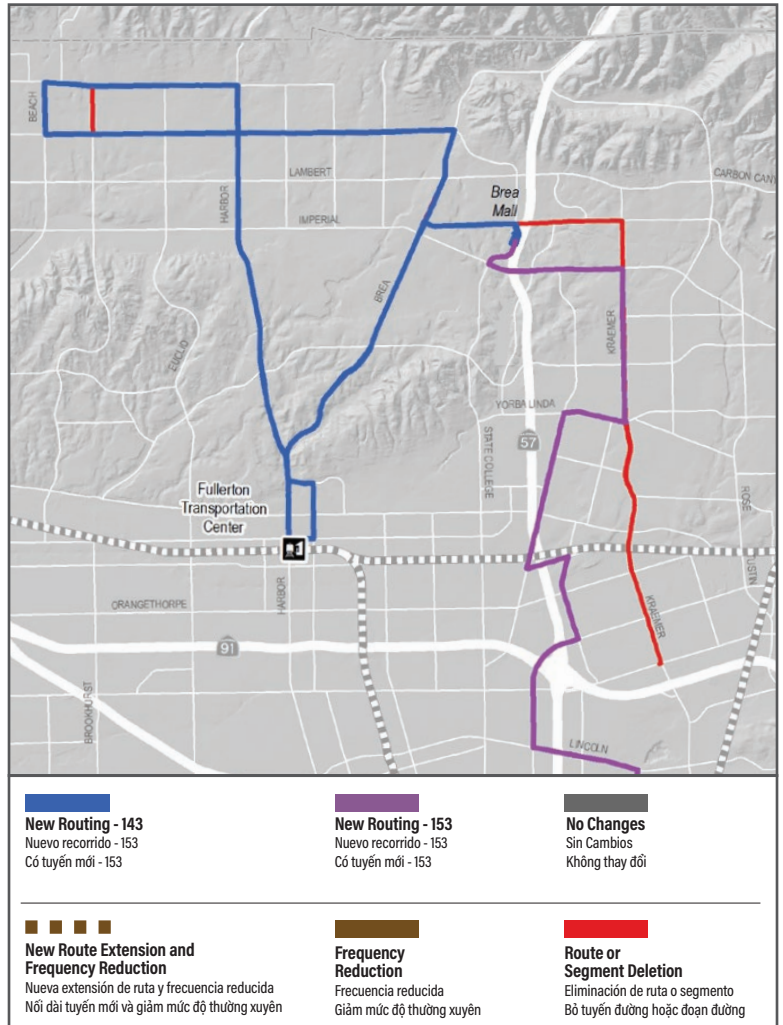 BEACH
HARBOR
LAMBERT
IMPERIAL
Brea
Mall
CARBON CAN
BREA
EUCLID
KRAEMER
YORBA LINDA
STATE COLLEGE
57
ROSE
Fullerton
Transportation
Center
USTIN
ORANGETHORPE
HARBOR
KRAEMER
91
BROOKHURST
LINCOLN
New Routing - 143
Nuevo recorrido - 153
Có tuyến mới - 153
New Routing - 153
Nuevo recorrido - 153
Có tuyến mới - 153
No Changes
Sin Cambios
Không thay đổi
New Route Extension and
Frequency Reduction
Nueva extensión de ruta y frecuencia reducida
Nối dài tuyến mới và giảm mức độ thường xuyên
Frequency
Reduction
Frecuencia reducida
Giảm mức độ thường xuyên
Route or
Segment Deletion
Eliminación de ruta o segmento
Bỏ tuyến đường hoặc đoạn đường